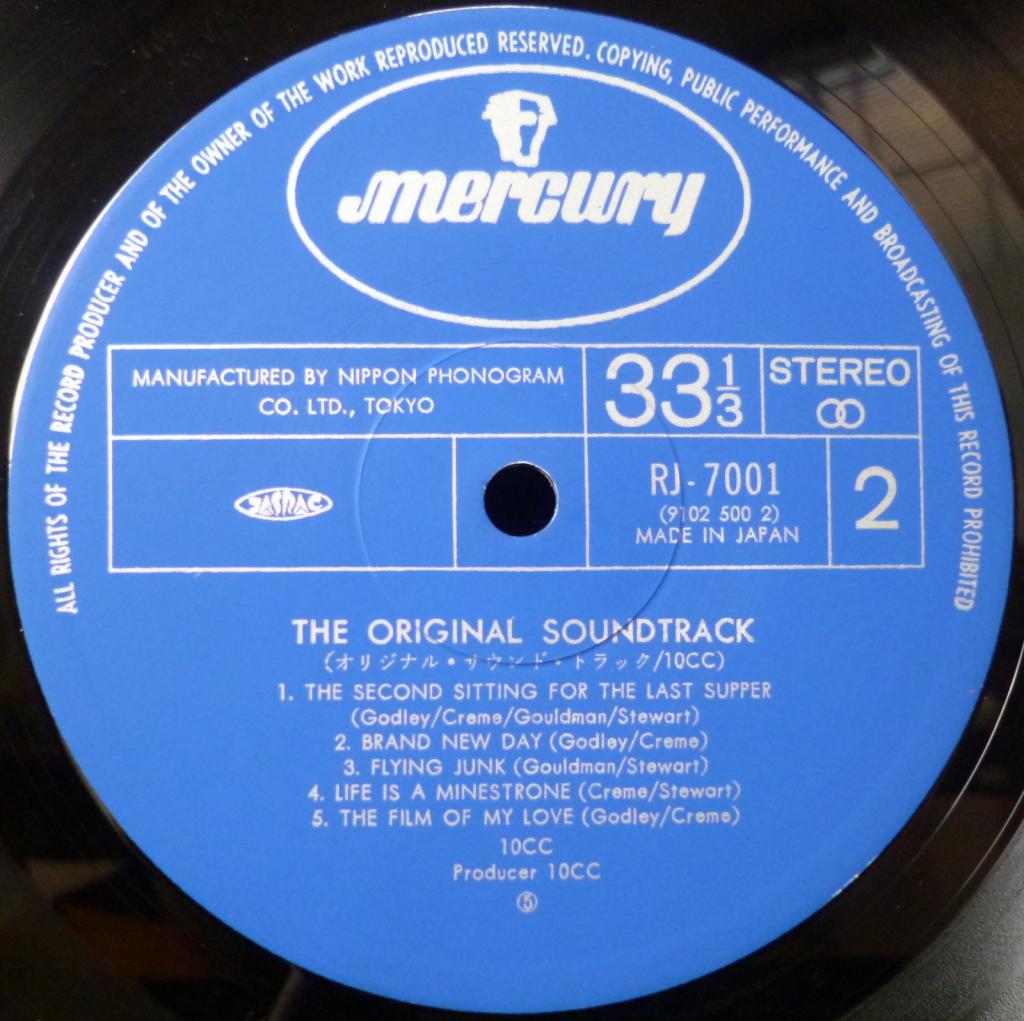 ALL RIGHTS OF THE RECORD PRODUCER AND OF THE OWNER OF THE WORK REPRODUCED RESERVED. COPYING, PUBLIC PERFORMANCE AND BROADCASTING OF THIS RECORD PROHIBITED
mercury
MANUFACTURED BY NIPPON PHONOGRAM
CO. LTD., TOKYO
33 1/3
STEREO
JASRAC
RJ-7001
(9102 500 2)
MADE IN JAPAN
2
THE ORIGINAL SOUNDTRACK
(オリジナル・サウンド・トラック/10CC)
1. THE SECOND SITTING FOR THE LAST SUPPER
(Godley/Creme/Gouldman/Stewart)
2. BRAND NEW DAY (Godley/Creme)
3. FLYING JUNK (Gouldman/Stewart)
4. LIFE IS A MINESTRONE (Creme/Stewart)
5. THE FILM OF MY LOVE (Godley/Creme)
10CC
Producer 10CC
⑤